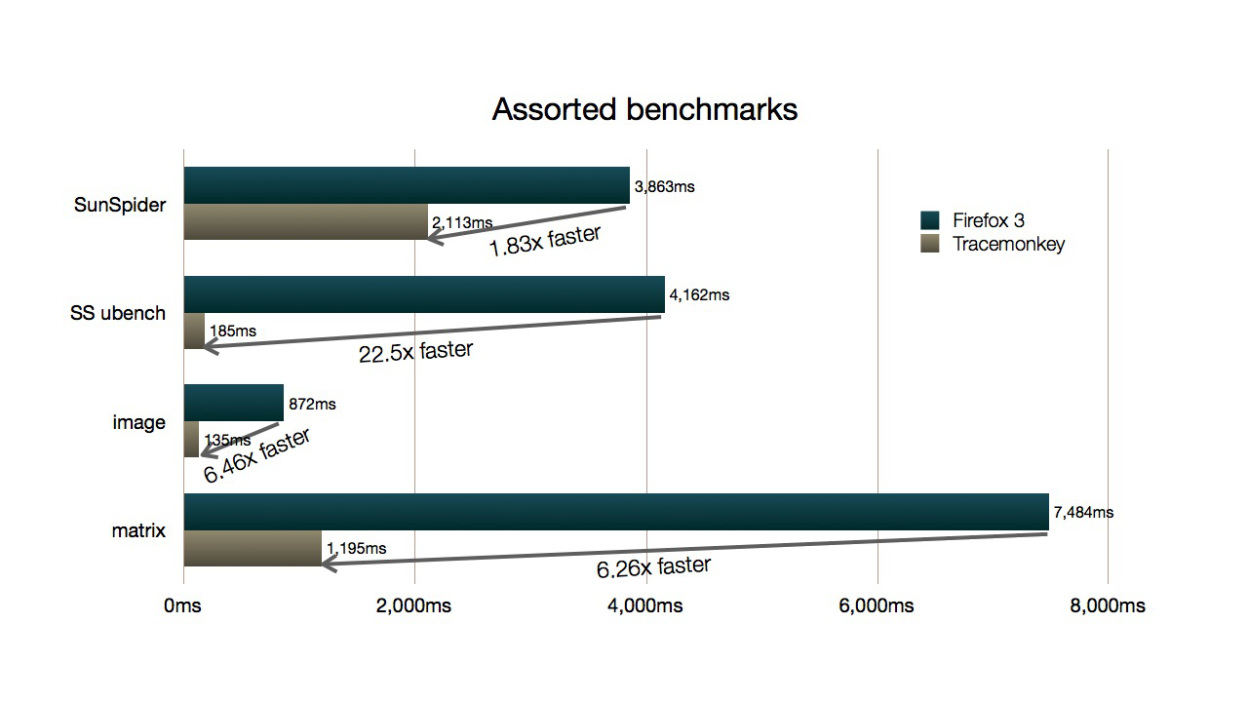 Assorted benchmarks
SunSpider
3,863ms
2,113ms
1.83x faster
Firefox 3
Tracemonkey
SS ubench
4,162ms
185ms
22.5x faster
image
872ms
135ms
6.46x faster
matrix
7,484ms
1,195ms
6.26x faster
0ms 2,000ms 4,000ms 6,000ms 8,000ms